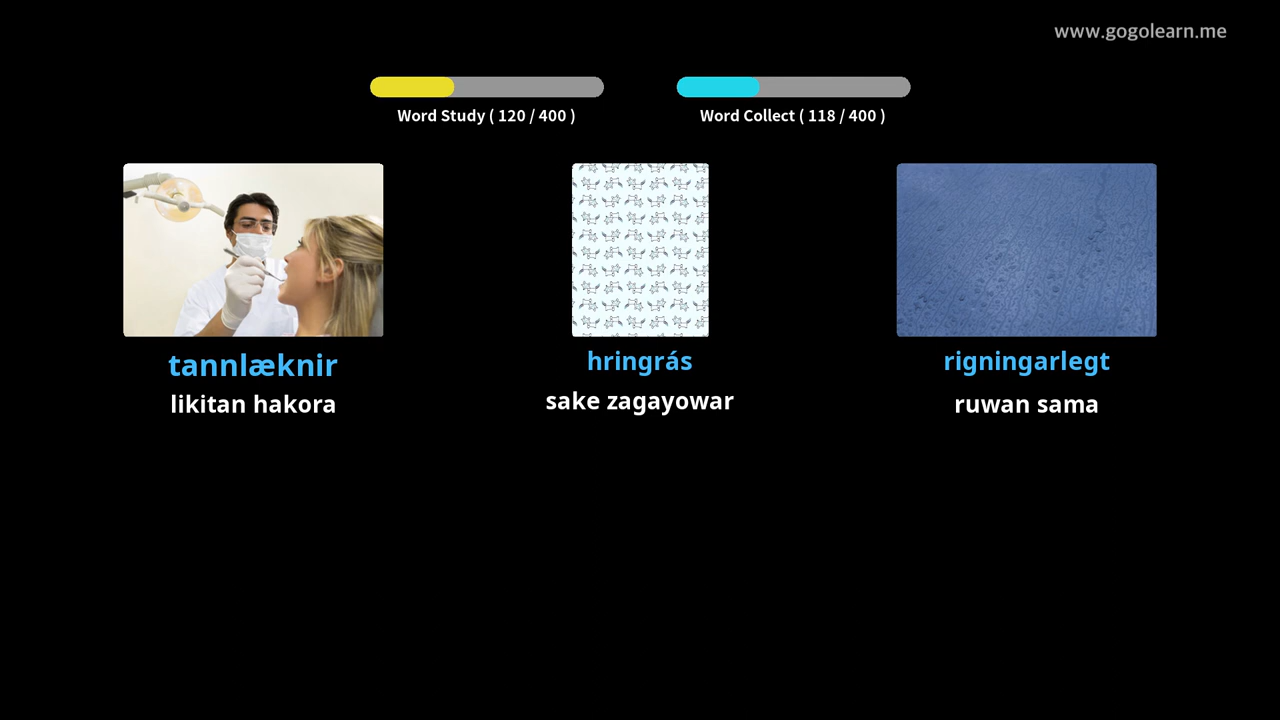 www.gogolearn.me
Word Study ( 120 / 400 )
Word Collect ( 118 / 400 )
tannlæknir
likitan hakora
hringrás
sake zagayowar
rigningarlegt
ruwan sama